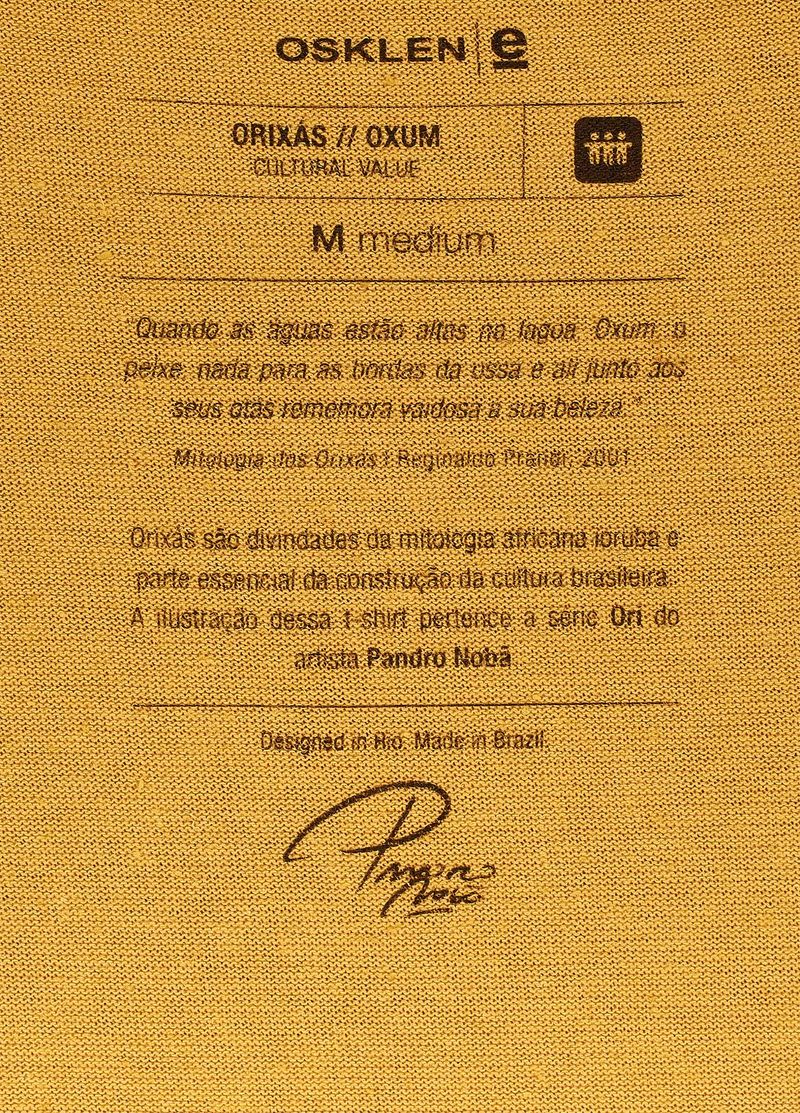 OSKLEN e
ORIXÁS // OXUM
CULTURAL VALUE
M medium
"Quando as águas estão altas na lagoa, Oxum, o
peixe, nada para as bordas da ossa e ali junto aos
seus otás rememora vaidosa a sua beleza."
Mitologia dos Orixás | Reginaldo Prandi, 2001
Orixás são divindades da mitologia africana iorubá e
parte essencial da construção da cultura brasileira.
A ilustração dessa t-shirt pertence a série Ori do
artista Pandro Nobã
Designed in Rio. Made in Brazil.
Pandro
Nobã